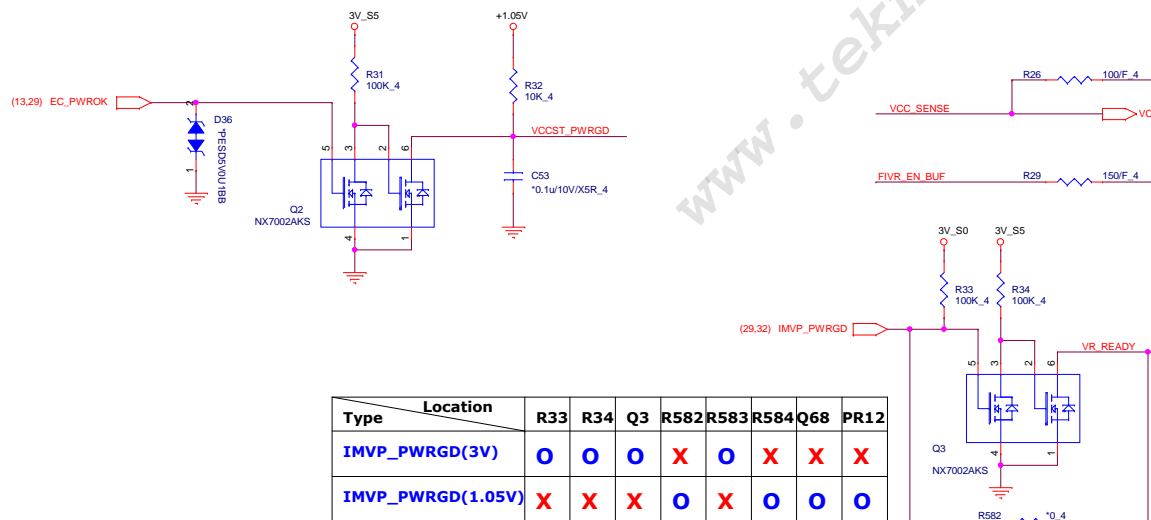 3V_S5
+1.05V
R31
100K_4
R32
10K_4
R26
100/F_4
(13,29) EC_PWROK
2
D36
*PESD5V0U1BB
1
VCC_SENSE
VCCST_PWRGD
5
3
2
6
C53
*0.1u/10V/X5R_4
FIVR_EN_BUF
R29
150/F_4
www.
Q2
NX7002AKS
4
1
3V_S0
3V_S5
R33
100K_4
R34
100K_4
(29,32) IMVP_PWRGD
VR_READY
5
3
2
6
Q3
NX7002AKS
4
1
R582
*0_4
Type Location R33 R34 Q3 R582 R583 R584 Q68 PR12
IMVP_PWRGD(3V) O O O X O X X X
IMVP_PWRGD(1.05V) X X X O X O O O